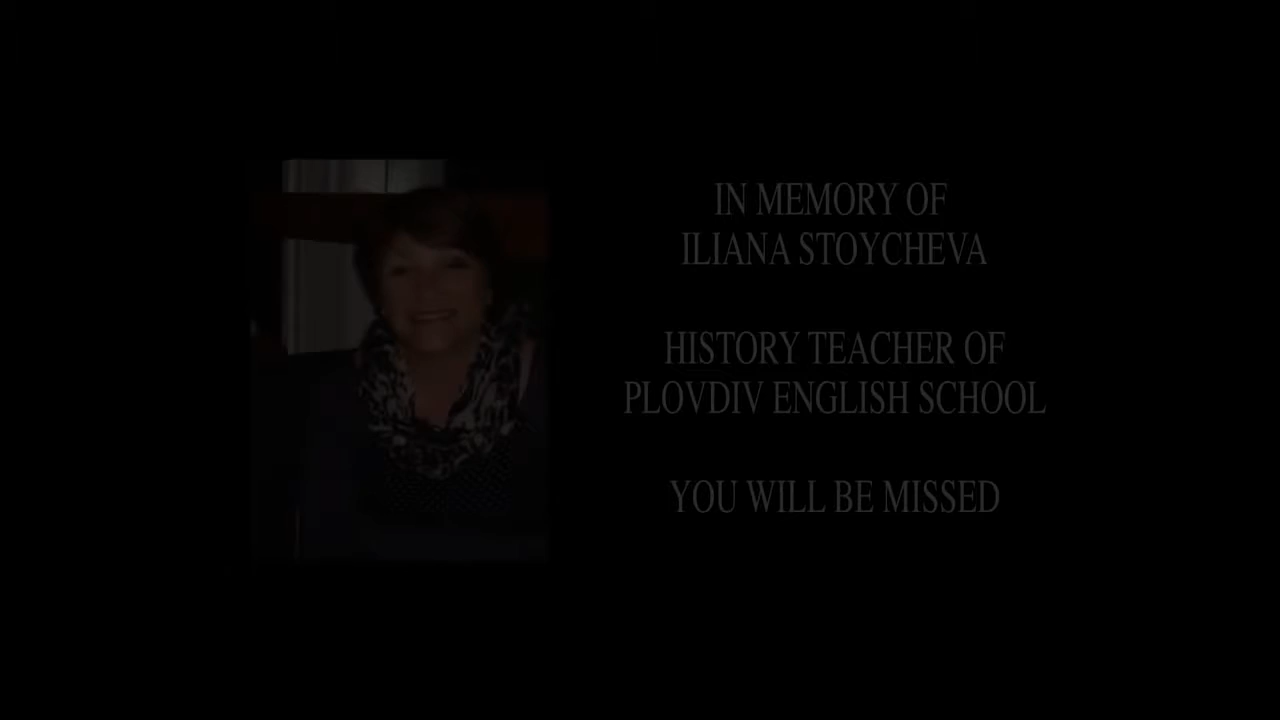 IN MEMORY OF
ILIANA STOYCHEVA
HISTORY TEACHER OF
PLOVDIV ENGLISH SCHOOL
YOU WILL BE MISSED